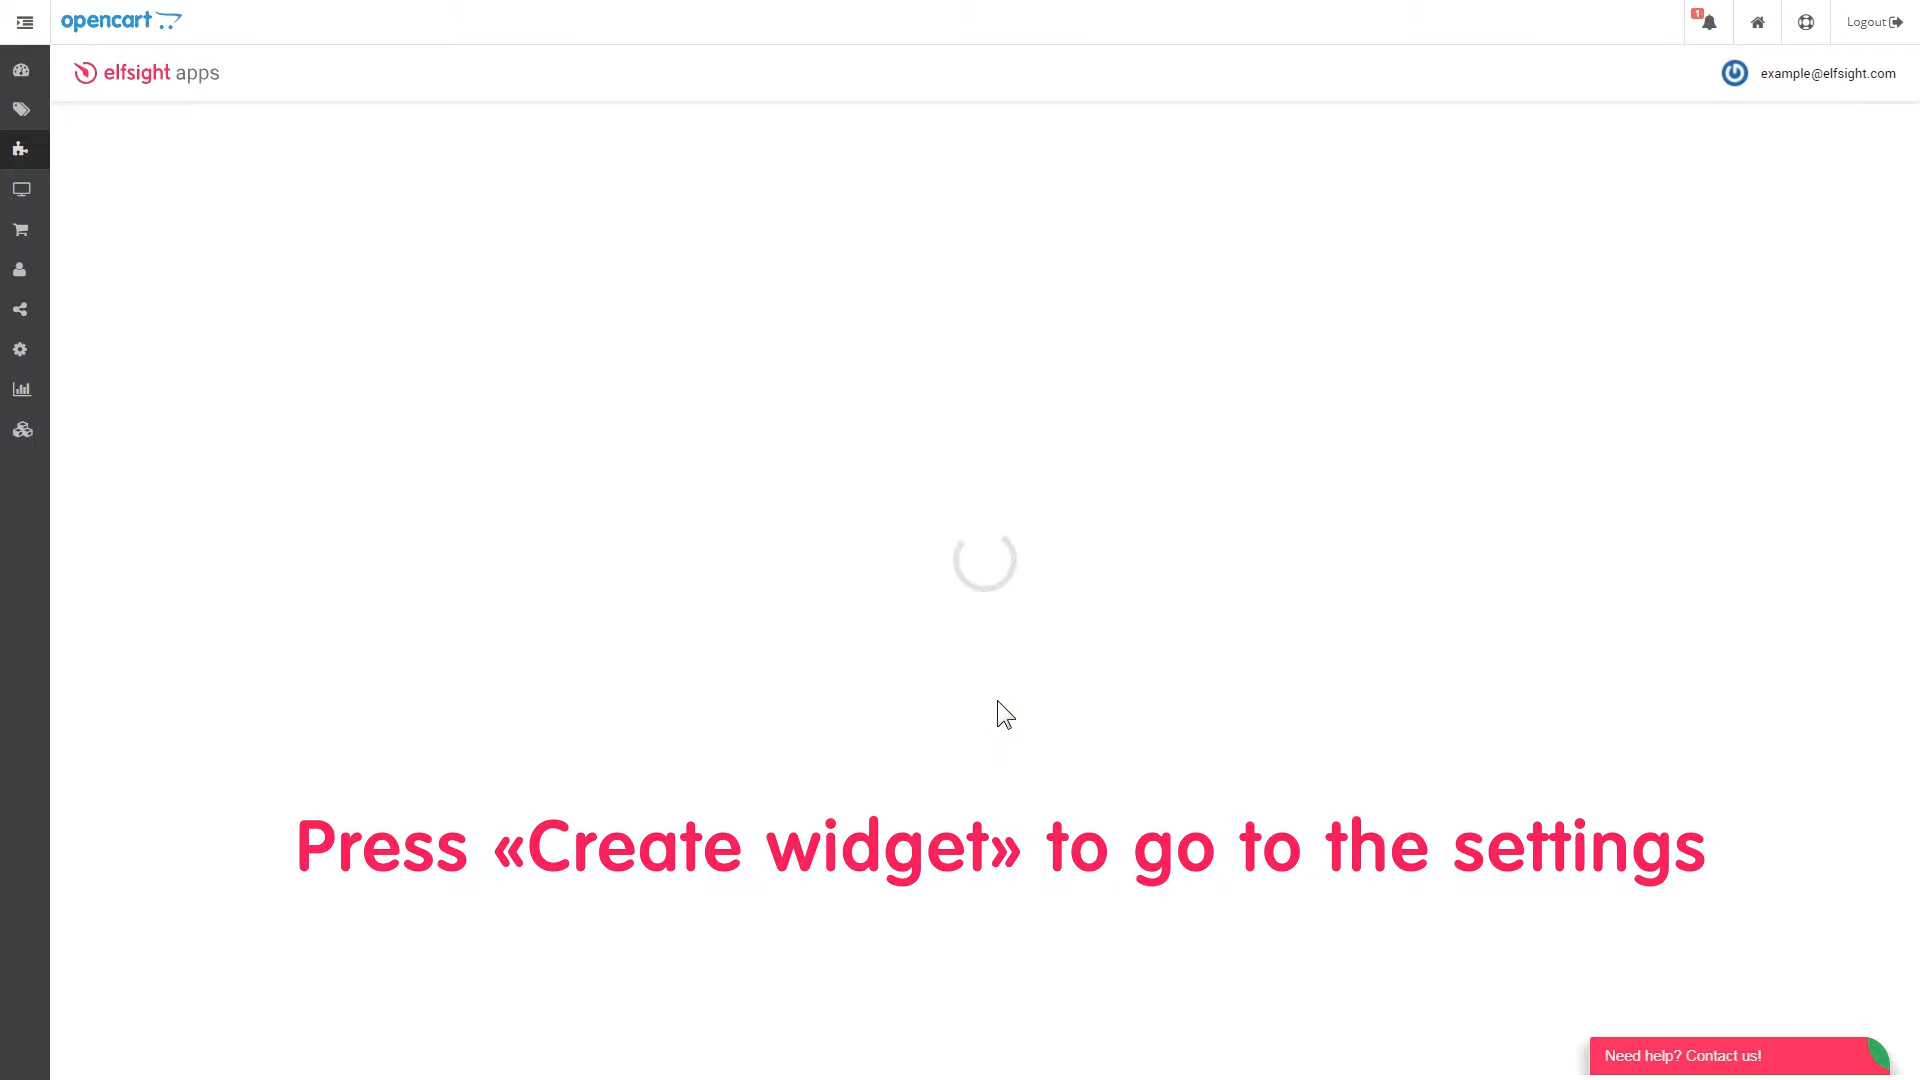 opencart
1
Logout
elfsight apps
example@elfsight.com
Press «Create widget» to go to the settings
Need help? Contact us!